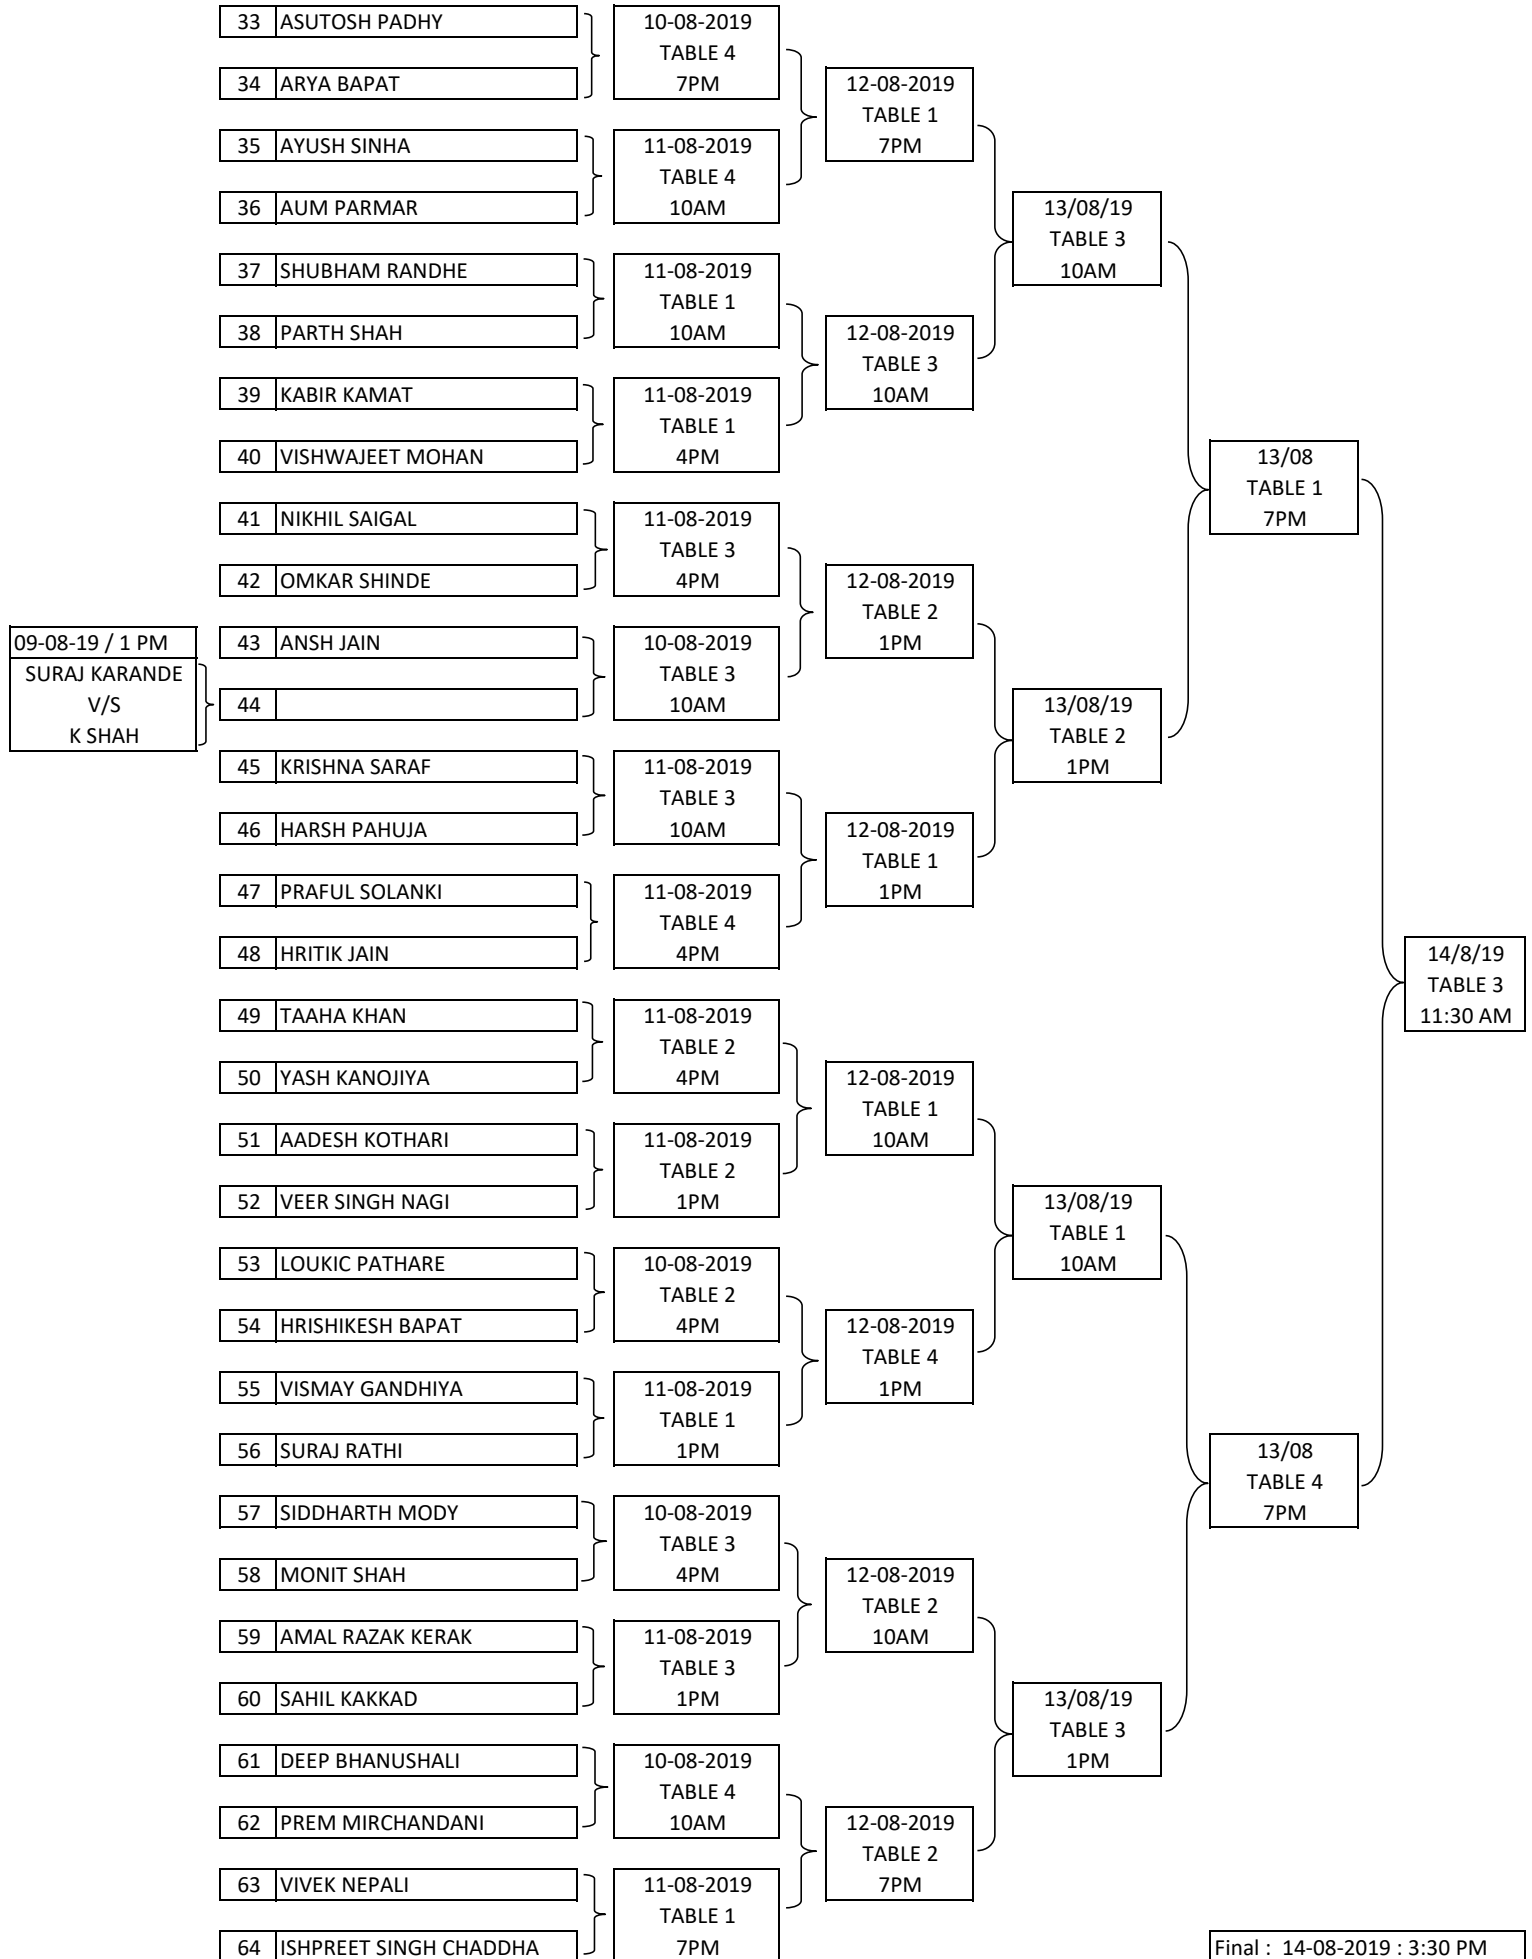 33 ASUTOSH PADHY 10-08-2019
TABLE 4
34 ARYA BAPAT 7PM 12-08-2019
TABLE 1
35 AYUSH SINHA 11-08-2019 7PM
TABLE 4
36 AUM PARMAR 10AM 13/08/19
TABLE 3
37 SHUBHAM RANDHE 11-08-2019 10AM
TABLE 1
38 PARTH SHAH 10AM 12-08-2019
TABLE 3
39 KABIR KAMAT 11-08-2019 10AM
TABLE 1
40 VISHWAJEET MOHAN 4PM 13/08
TABLE 1
41 NIKHIL SAIGAL 11-08-2019 7PM
TABLE 3
42 OMKAR SHINDE 4PM 12-08-2019
TABLE 2
09-08-19 / 1 PM 43 ANSH JAIN 10-08-2019 1PM
SURAJ KARANDE TABLE 3
V/S 44 10AM 13/08/19
K SHAH TABLE 2
45 KRISHNA SARAF 11-08-2019 1PM
TABLE 3
46 HARSH PAHUJA 10AM 12-08-2019
TABLE 1
47 PRAFUL SOLANKI 11-08-2019 1PM
TABLE 4
48 HRITIK JAIN 4PM 14/8/19
TABLE 3
49 TAAHA KHAN 11-08-2019 11:30 AM
TABLE 2
50 YASH KANOJIYA 4PM 12-08-2019
TABLE 1
51 AADESH KOTHARI 11-08-2019 10AM
TABLE 2
52 VEER SINGH NAGI 1PM 13/08/19
TABLE 1
53 LOUKIC PATHARE 10-08-2019 10AM
TABLE 2
54 HRISHIKESH BAPAT 4PM 12-08-2019
TABLE 4
55 VISMAY GANDHIYA 11-08-2019 1PM
TABLE 1
56 SURAJ RATHI 1PM 13/08
TABLE 4
57 SIDDHARTH MODY 10-08-2019 7PM
TABLE 3
58 MONIT SHAH 4PM 12-08-2019
TABLE 2
59 AMAL RAZAK KERAK 11-08-2019 10AM
TABLE 3
60 SAHIL KAKKAD 1PM 13/08/19
TABLE 3
61 DEEP BHANUSHALI 10-08-2019 1PM
TABLE 4
62 PREM MIRCHANDANI 10AM 12-08-2019
TABLE 2
63 VIVEK NEPALI 11-08-2019 7PM
TABLE 1
64 ISHPREET SINGH CHADDHA 7PM Final : 14-08-2019 : 3:30 PM